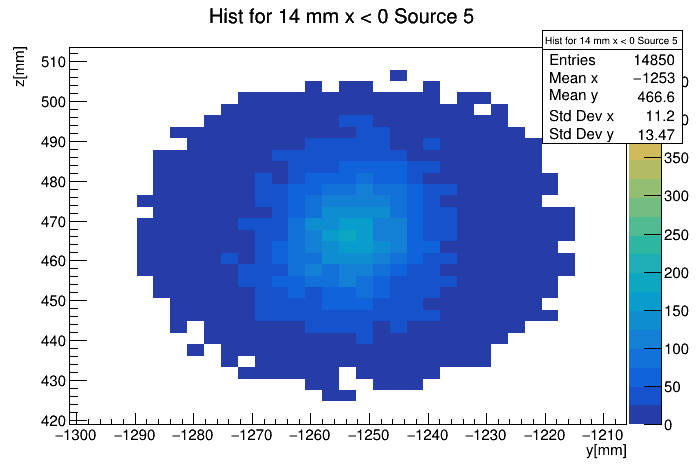 Hist for 14 mm x < 0 Source 5
z[mm]
510
500
490
480
470
460
450
440
430
420
−1300 −1290 −1280 −1270 −1260 −1250 −1240 −1230 −1220 −1210
y[mm]
Hist for 14 mm x < 0 Source 5
Entries 14850
Mean x −1253
Mean y 466.6
Std Dev x 11.2
Std Dev y 13.47
350
300
250
200
150
100
50
0